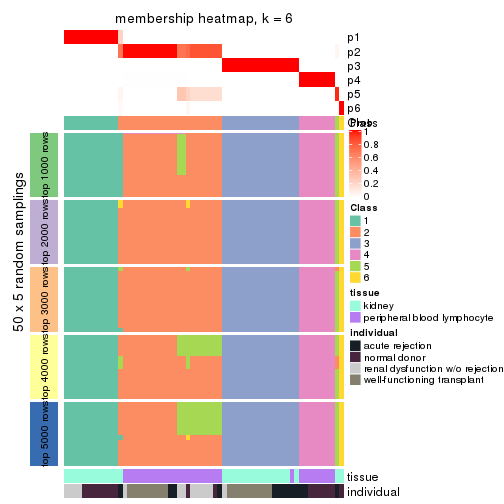 membership heatmap, k = 6
p1
p2
p3
p4
p5
p6
Class
Prob
1
0.8
0.6
0.4
0.2
0
Class
1
2
3
4
5
6
tissue
kidney
peripheral blood lymphocyte
individual
acute rejection
normal donor
renal dysfunction w/o rejection
well-functioning transplant
50 x 5 random samplings
top 1000 rows
top 2000 rows
top 3000 rows
top 4000 rows
top 5000 rows
tissue
individual